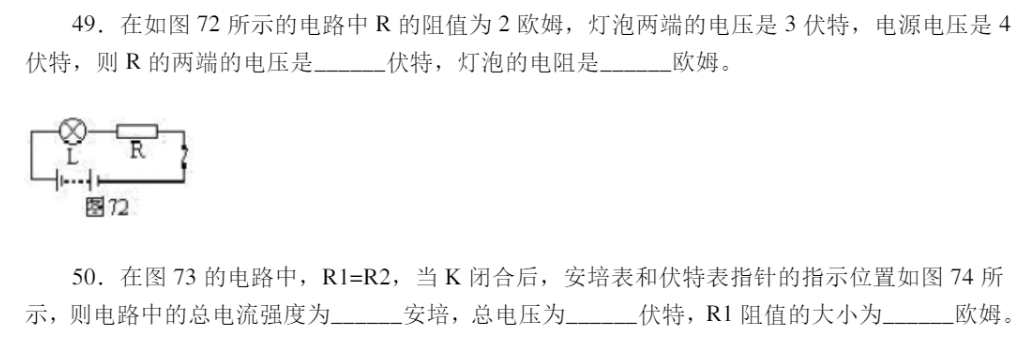 49．在如图 72 所示的电路中 R 的阻值为 2 欧姆，灯泡两端的电压是 3 伏特，电源电压是 4
伏特，则 R 的两端的电压是______伏特，灯泡的电阻是______欧姆。
L
R
图72
50．在图 73 的电路中，R1=R2，当 K 闭合后，安培表和伏特表指针的指示位置如图 74 所
示，则电路中的总电流强度为______安培，总电压为______伏特，R1 阻值的大小为______欧姆。